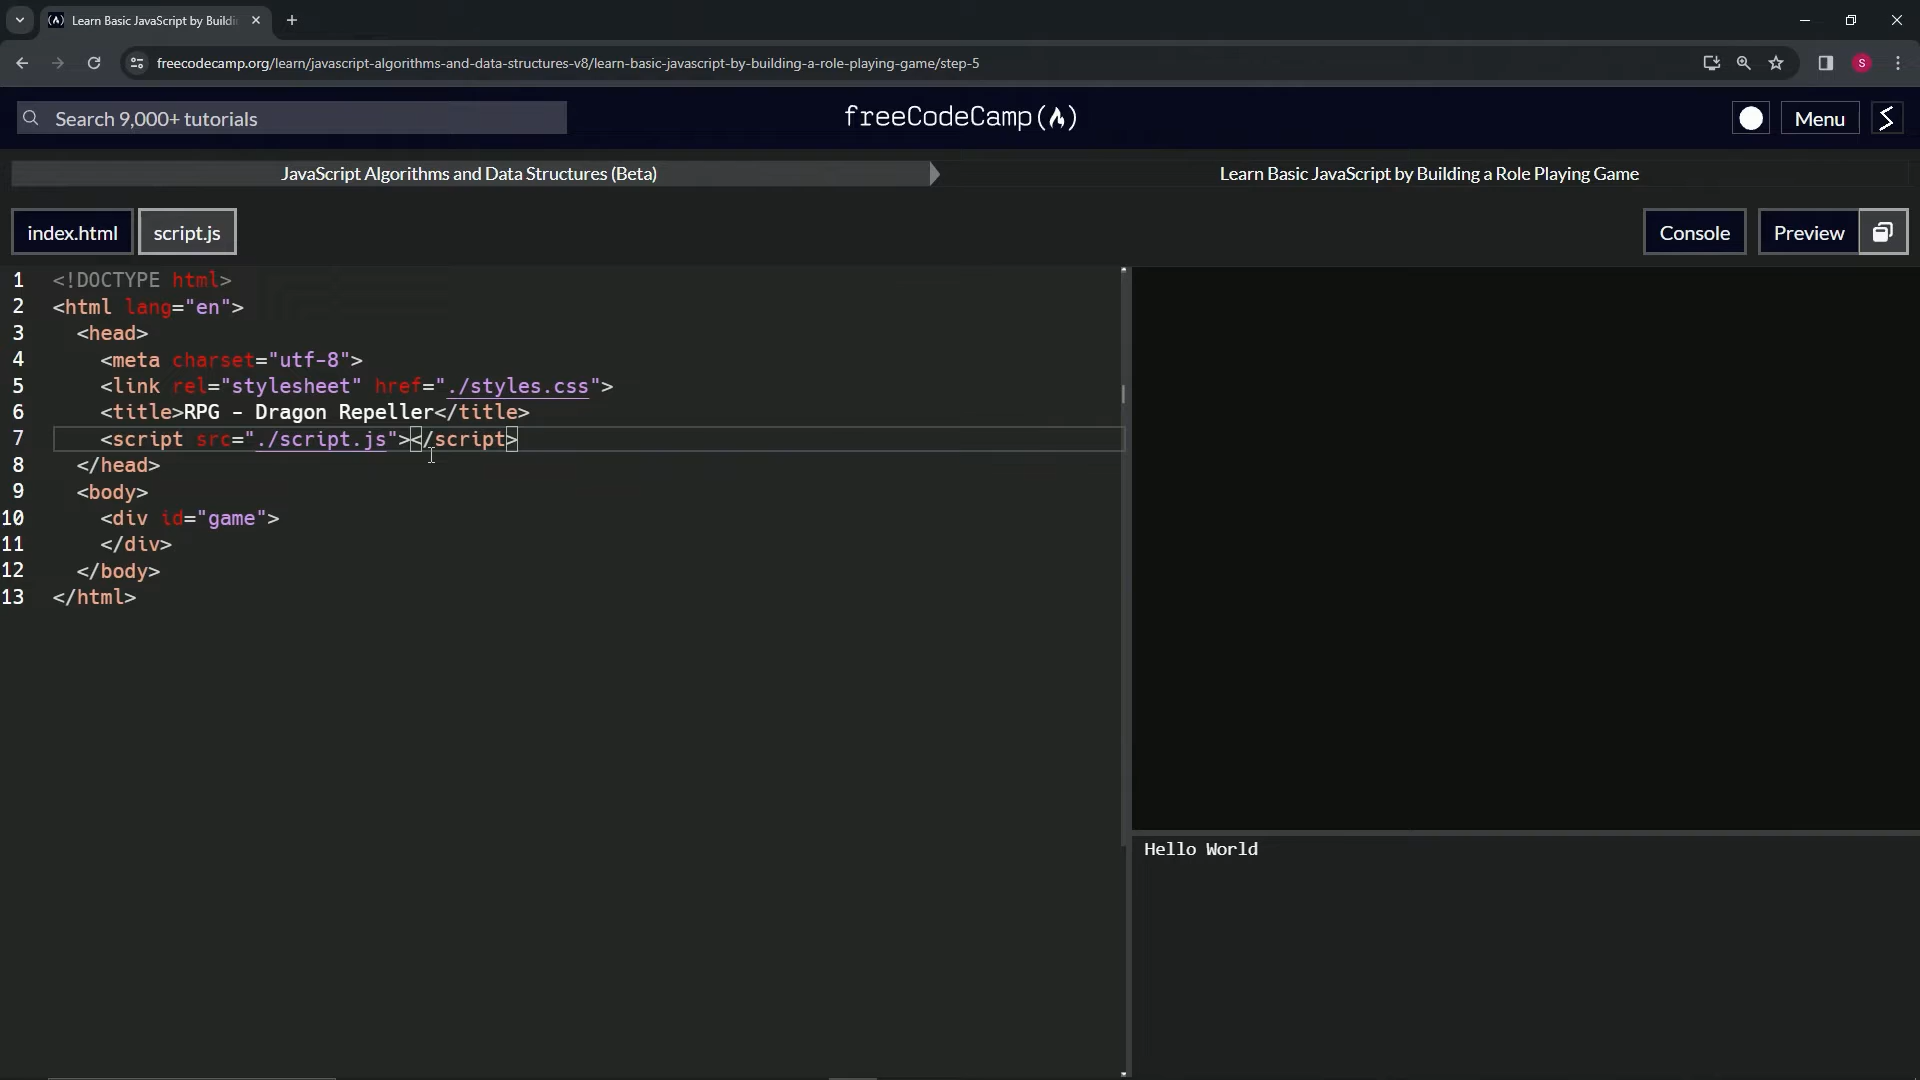 Learn Basic JavaScript by Buildi
freecodecamp.org/learn/javascript-algorithms-and-data-structures-v8/learn-basic-javascript-by-building-a-role-playing-game/step-5
S
Search 9,000+ tutorials
freeCodeCamp(🔥)
Menu
JavaScript Algorithms and Data Structures (Beta)
Learn Basic JavaScript by Building a Role Playing Game
index.html
script.js
Console
Preview
1 <!DOCTYPE html>
2 <html lang="en">
3   <head>
4     <meta charset="utf-8">
5     <link rel="stylesheet" href="./styles.css">
6     <title>RPG - Dragon Repeller</title>
7     <script src="./script.js"></script>
8   </head>
9   <body>
10     <div id="game">
11     </div>
12   </body>
13 </html>
Hello World